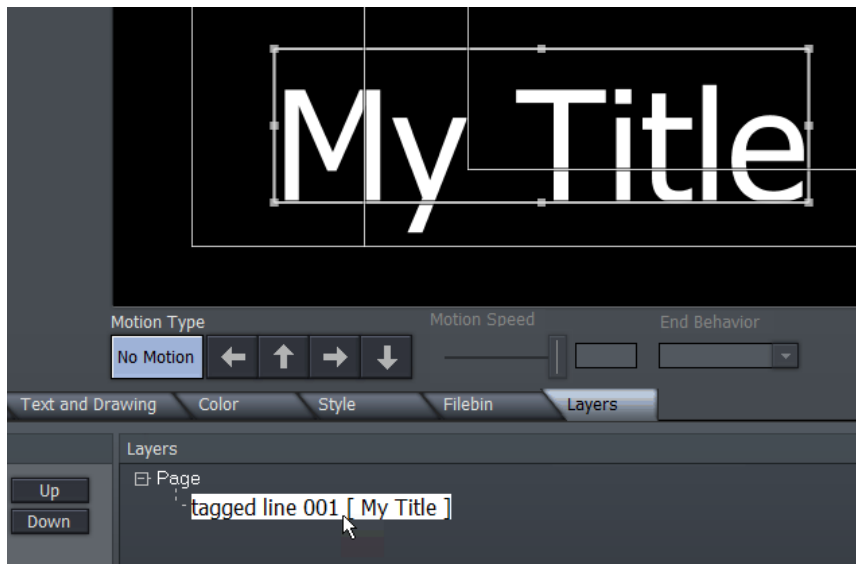 My Title
Motion Type
Motion Speed
End Behavior
No Motion
Text and Drawing
Color
Style
Filebin
Layers
Layers
Up
Down
Page
tagged line 001 [ My Title ]